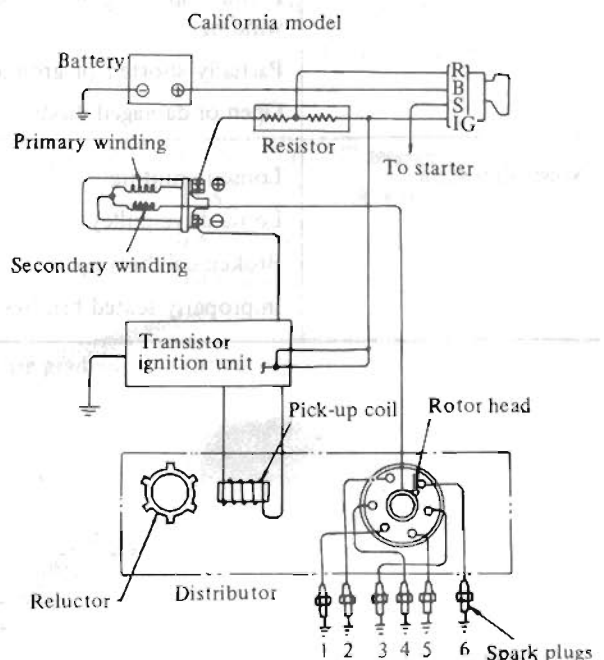 California model
Battery
R
B
S
IG
Resistor
To starter
Primary winding
Secondary winding
Transistor
ignition unit
Pick-up coil
Rotor head
Reluctor
Distributor
1 2 3 4 5 6
Spark plugs